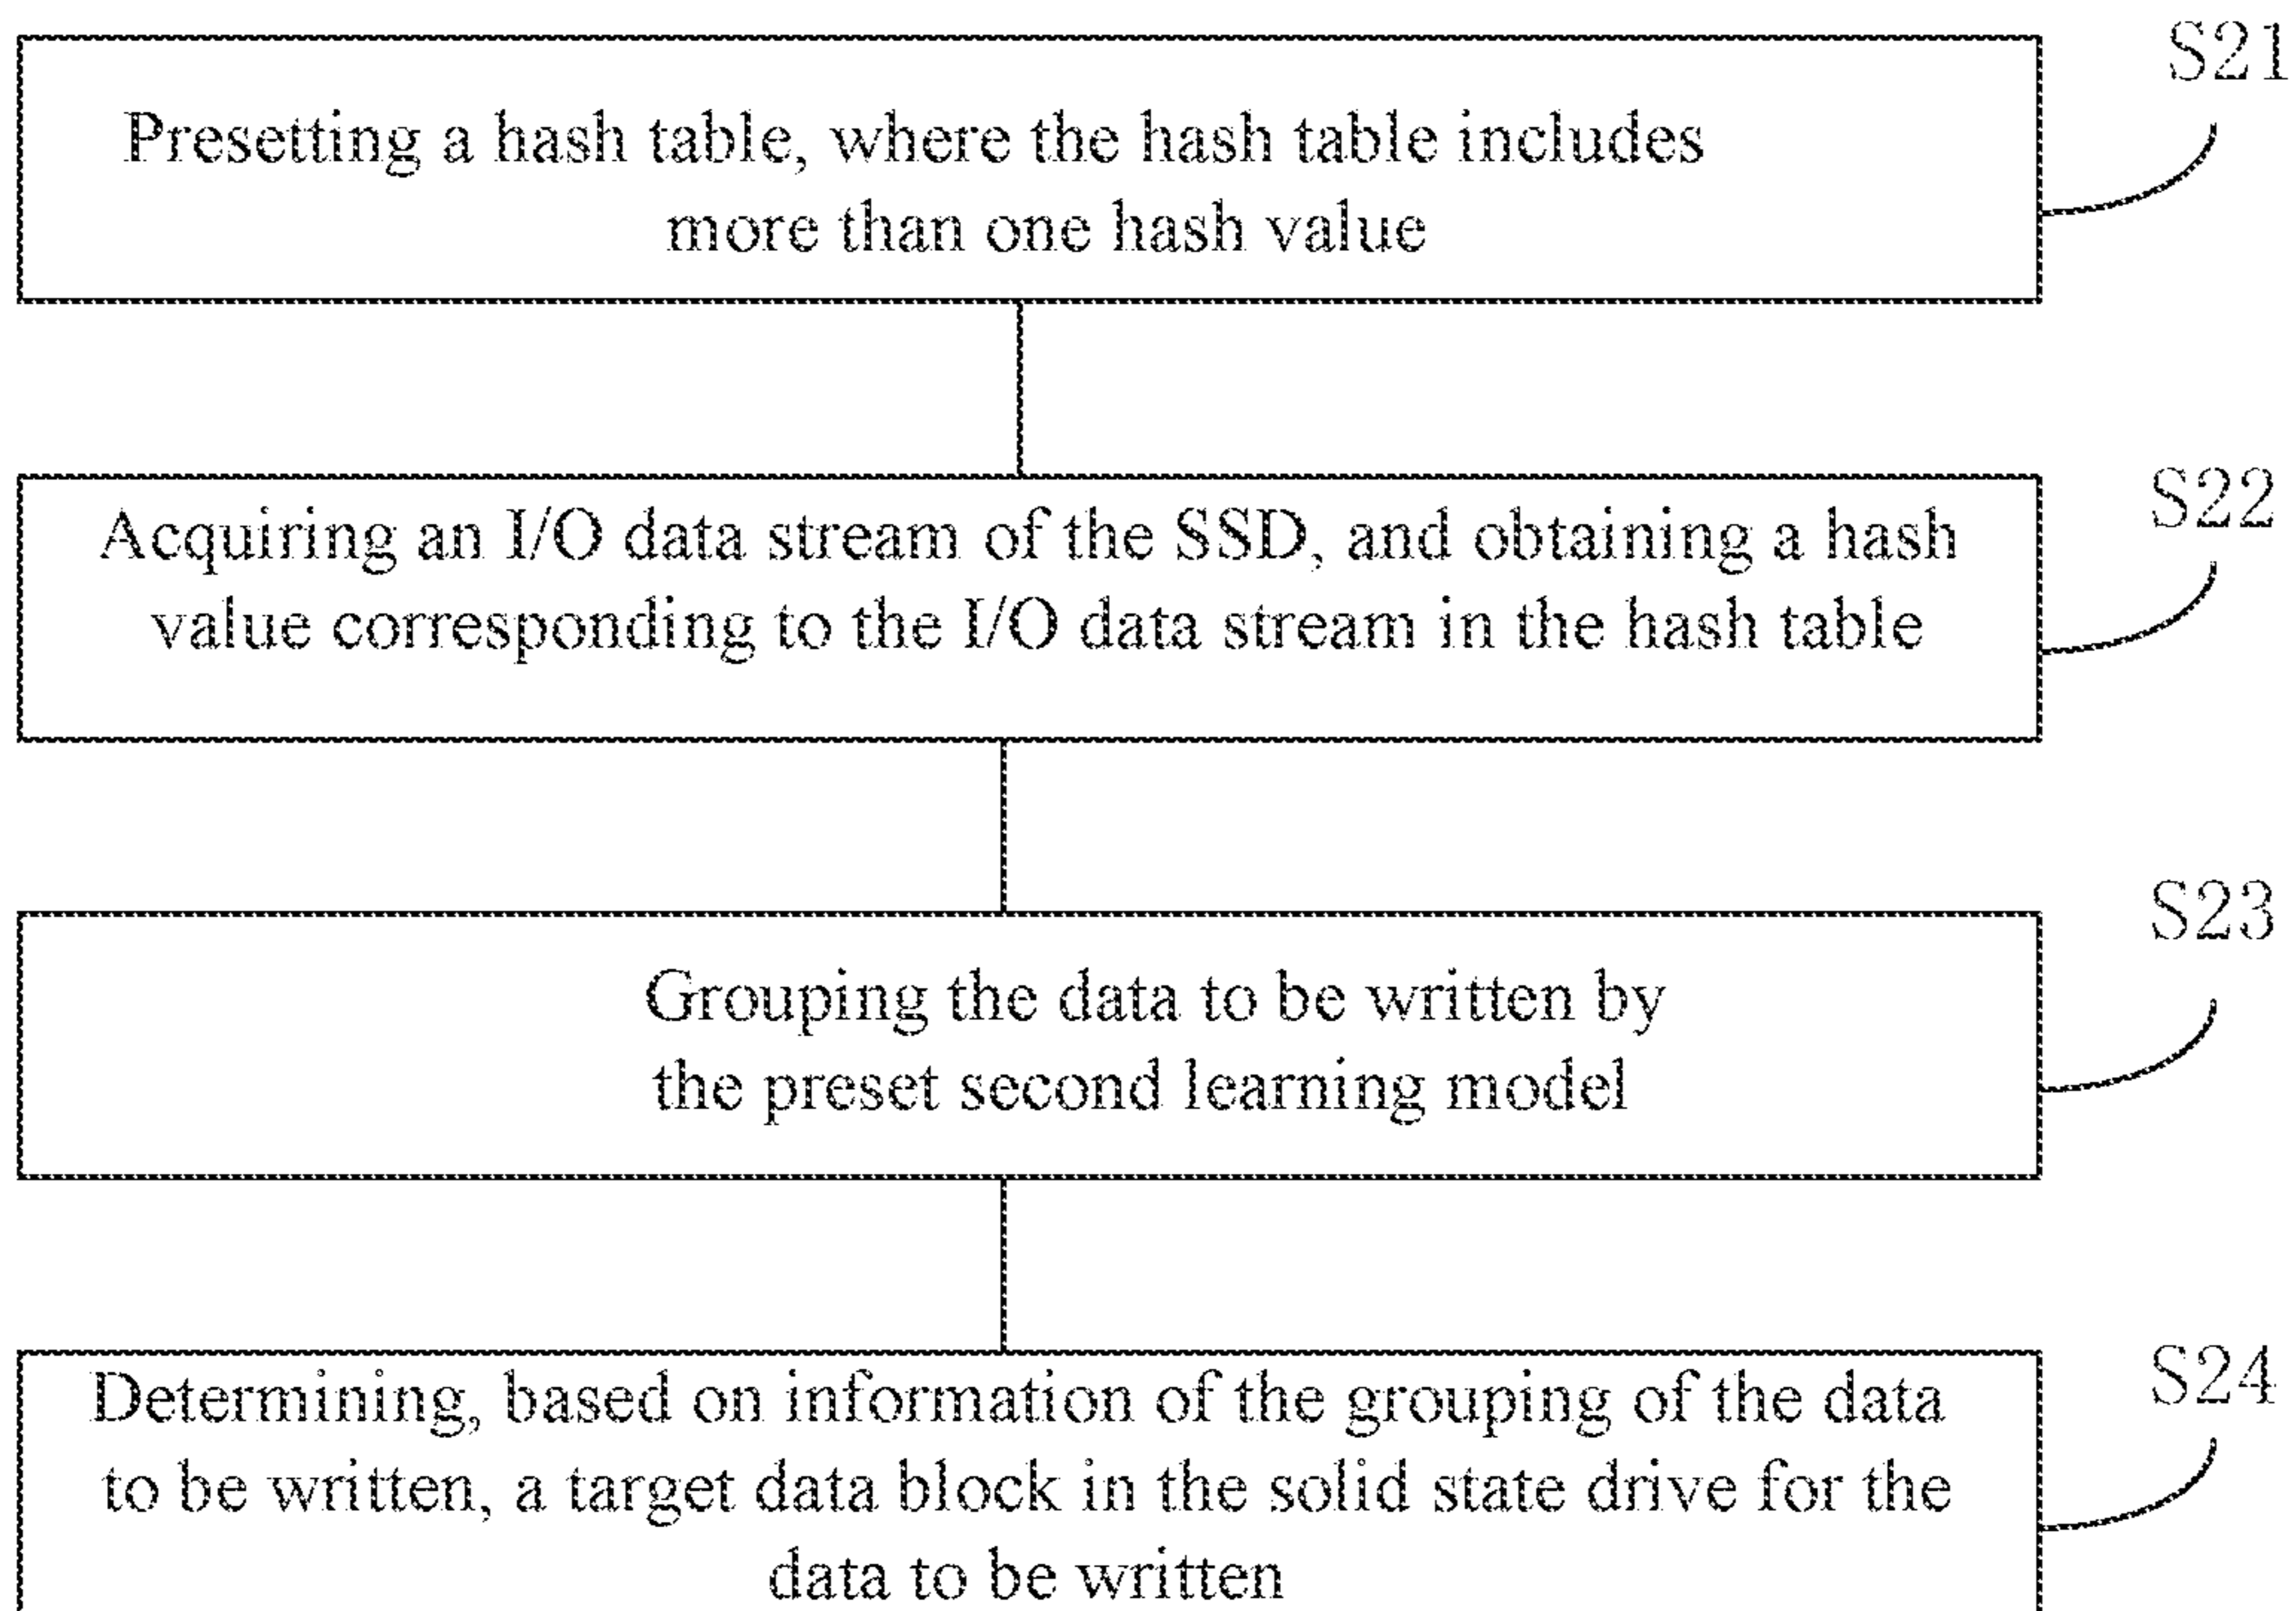 S21
Presetting a hash table, where the hash table includes
more than one hash value
S22
Acquiring an I/O data stream of the SSD, and obtaining a hash
value corresponding to the I/O data stream in the hash table
S23
Grouping the data to be written by
the preset second learning model
S24
Determining, based on information of the grouping of the data
to be written, a target data block in the solid state drive for the
data to be written